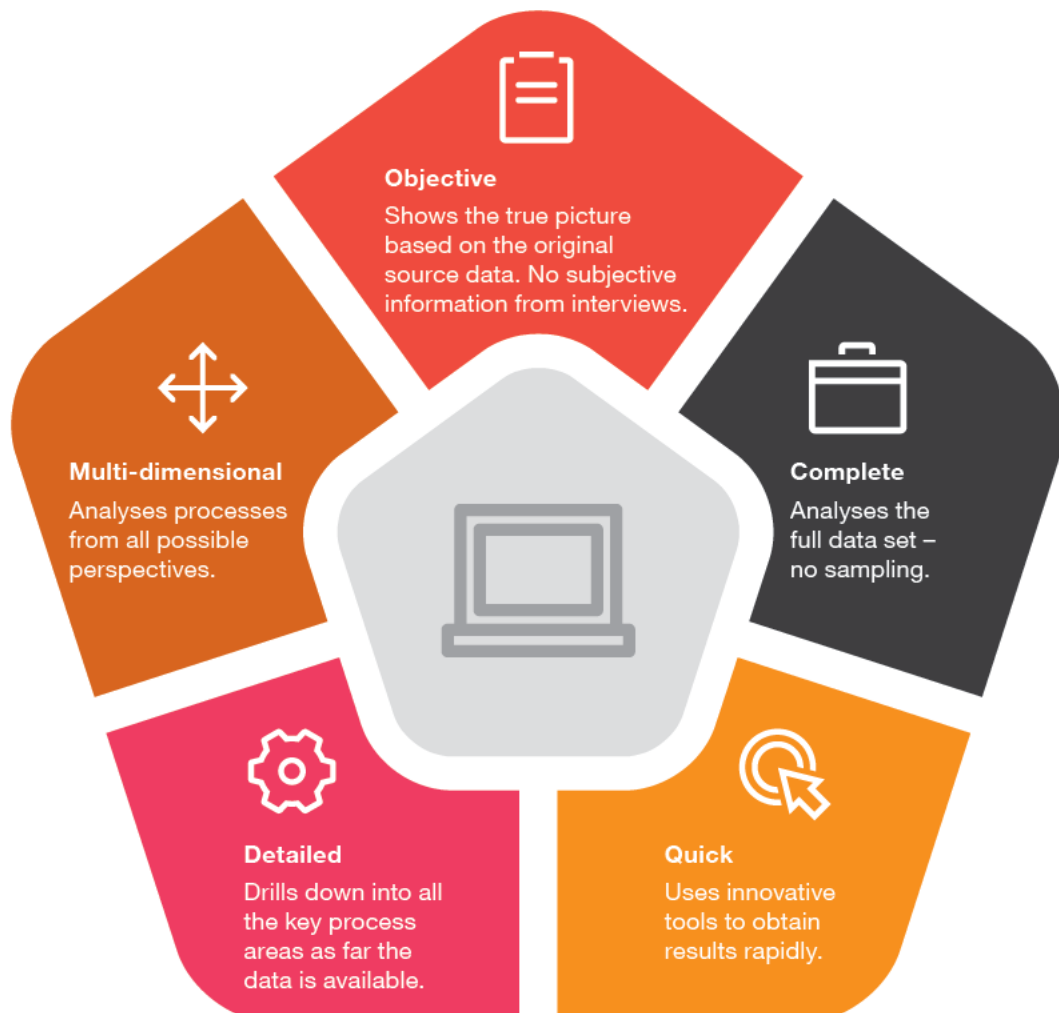 Objective
Shows the true picture
based on the original
source data. No subjective
information from interviews.
Multi-dimensional
Analyses processes
from all possible
perspectives.
Complete
Analyses the
full data set –
no sampling.
Detailed
Drills down into all
the key process
areas as far the
data is available.
Quick
Uses innovative
tools to obtain
results rapidly.